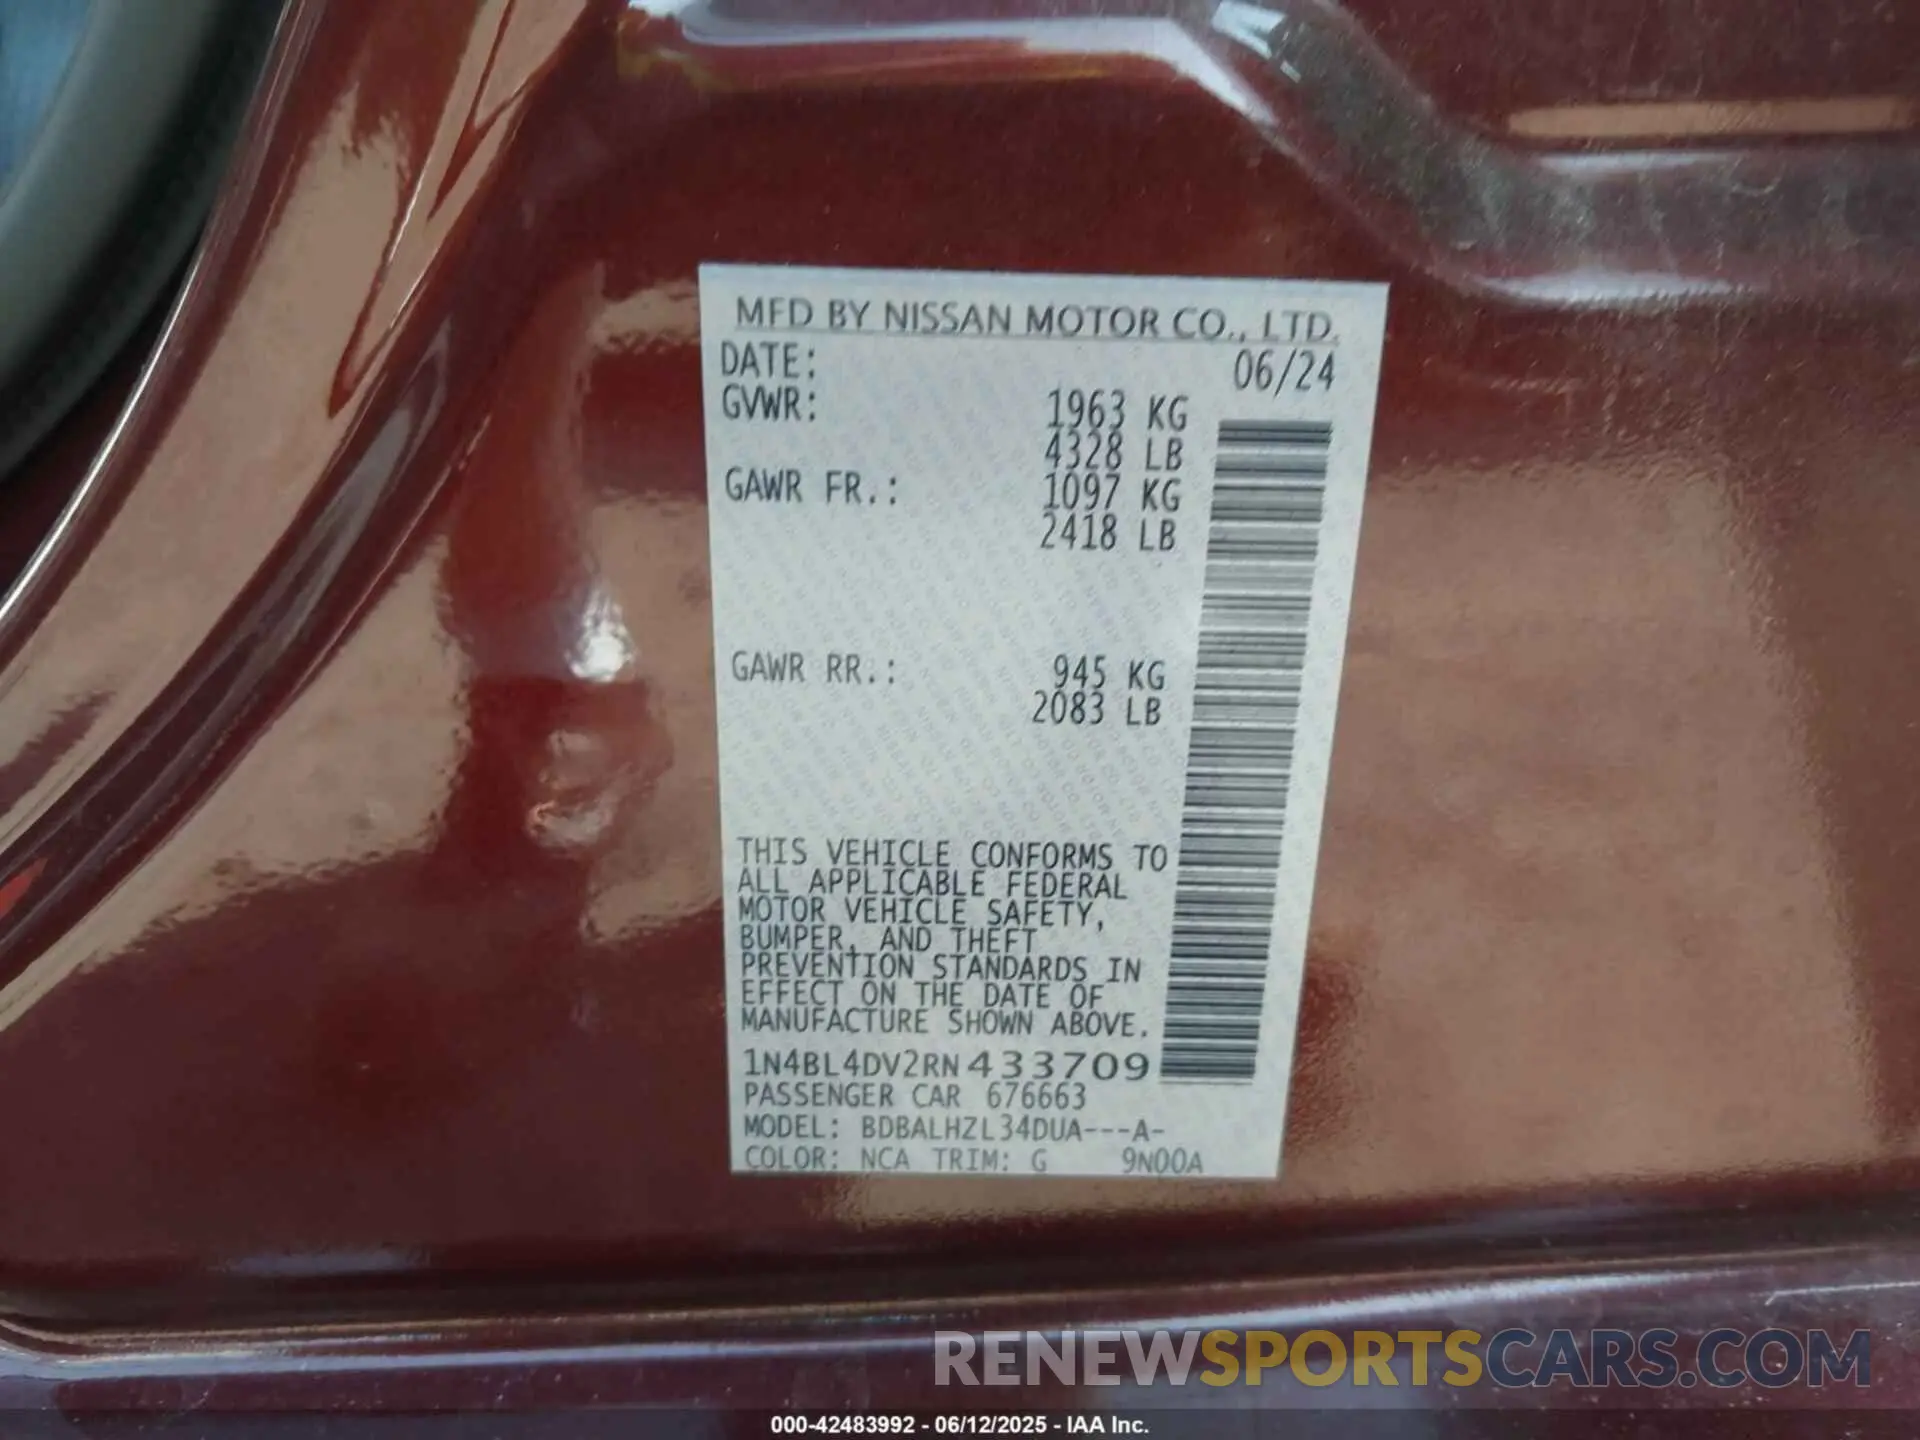 MFD BY NISSAN MOTOR CO., LTD.
DATE: 06/24
GVWR: 1963 KG
4328 LB
GAWR FR.: 1097 KG
2418 LB
GAWR RR.: 945 KG
2083 LB
THIS VEHICLE CONFORMS TO
ALL APPLICABLE FEDERAL
MOTOR VEHICLE SAFETY,
BUMPER, AND THEFT
PREVENTION STANDARDS IN
EFFECT ON THE DATE OF
MANUFACTURE SHOWN ABOVE.
1N4BL4DV2RN433709
PASSENGER CAR 676663
MODEL: BDBALHZL34DUA---A-
COLOR: NCA TRIM: G 9N00A
RENEWSPORTSCARS.COM
000-42483992 - 06/12/2025 - IAA Inc.